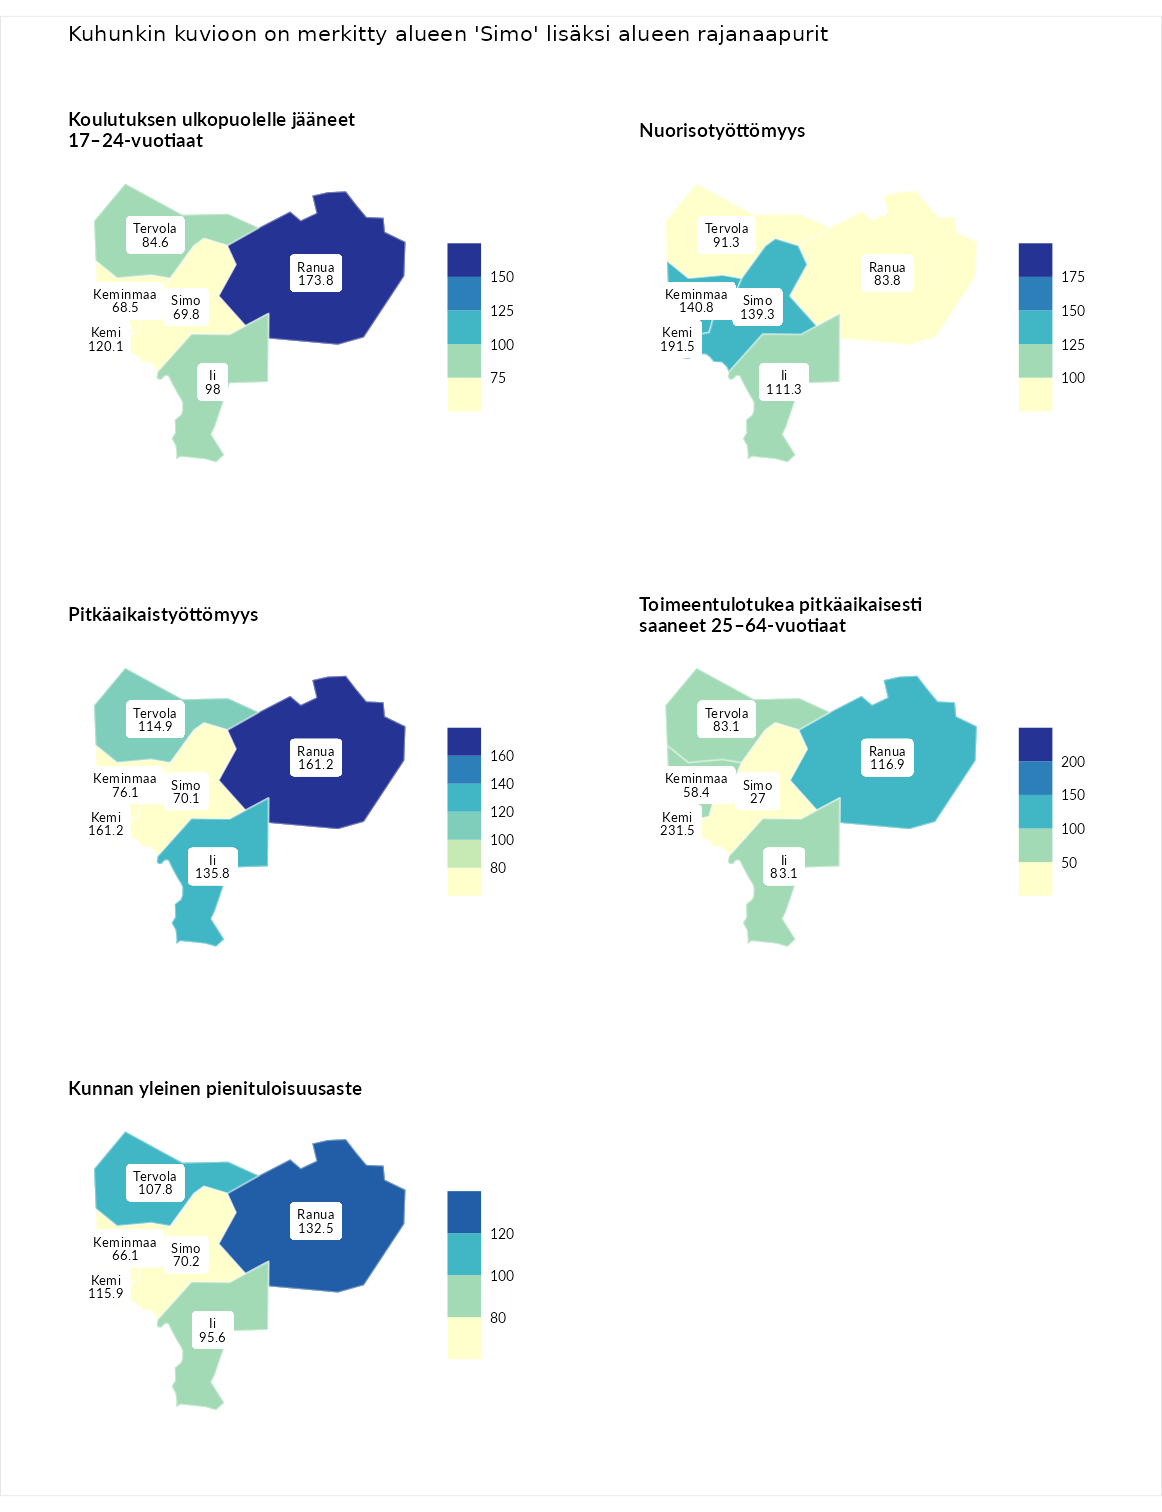 Kuhunkin kuvioon on merkitty alueen 'Simo' lisäksi alueen rajanaapurit
Koulutuksen ulkopuolelle jääneet
17–24-vuotiaat
Tervola
84.6
Ranua
173.8
Keminmaa
68.5
Simo
69.8
Kemi
120.1
Ii
98
150
125
100
75
Nuorisotyöttömyys
Tervola
91.3
Ranua
83.8
Keminmaa
140.8
Simo
139.3
Kemi
191.5
Ii
111.3
175
150
125
100
Pitkäaikaistyöttömyys
Tervola
114.9
Ranua
161.2
Keminmaa
76.1
Simo
70.1
Kemi
161.2
Ii
135.8
160
140
120
100
80
Toimeentulotukea pitkäaikaisesti
saaneet 25–64-vuotiaat
Tervola
83.1
Ranua
116.9
Keminmaa
58.4
Simo
27
Kemi
231.5
Ii
83.1
200
150
100
50
Kunnan yleinen pienituloisuusaste
Tervola
107.8
Ranua
132.5
Keminmaa
66.1
Simo
70.2
Kemi
115.9
Ii
95.6
120
100
80